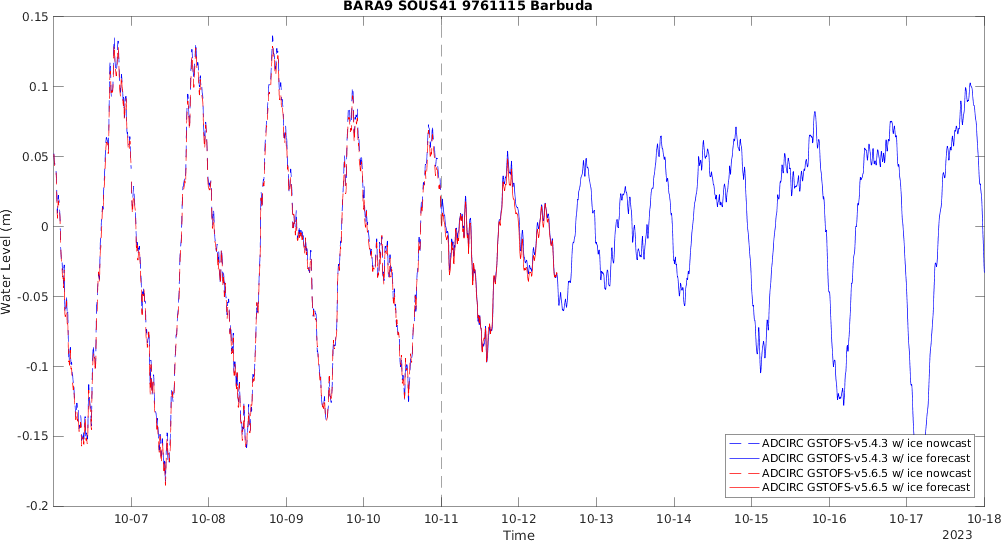 BARA9 SOUS41 9761115 Barbuda
0.15
0.1
0.05
0
-0.05
-0.1
-0.15
-0.2
Water Level (m)
ADCIRC GSTOFS-v5.4.3 w/ ice nowcast
ADCIRC GSTOFS-v5.4.3 w/ ice forecast
ADCIRC GSTOFS-v5.6.5 w/ ice nowcast
ADCIRC GSTOFS-v5.6.5 w/ ice forecast
10-07 10-08 10-09 10-10 10-11 10-12 10-13 10-14 10-15 10-16 10-17 10-18
Time
2023